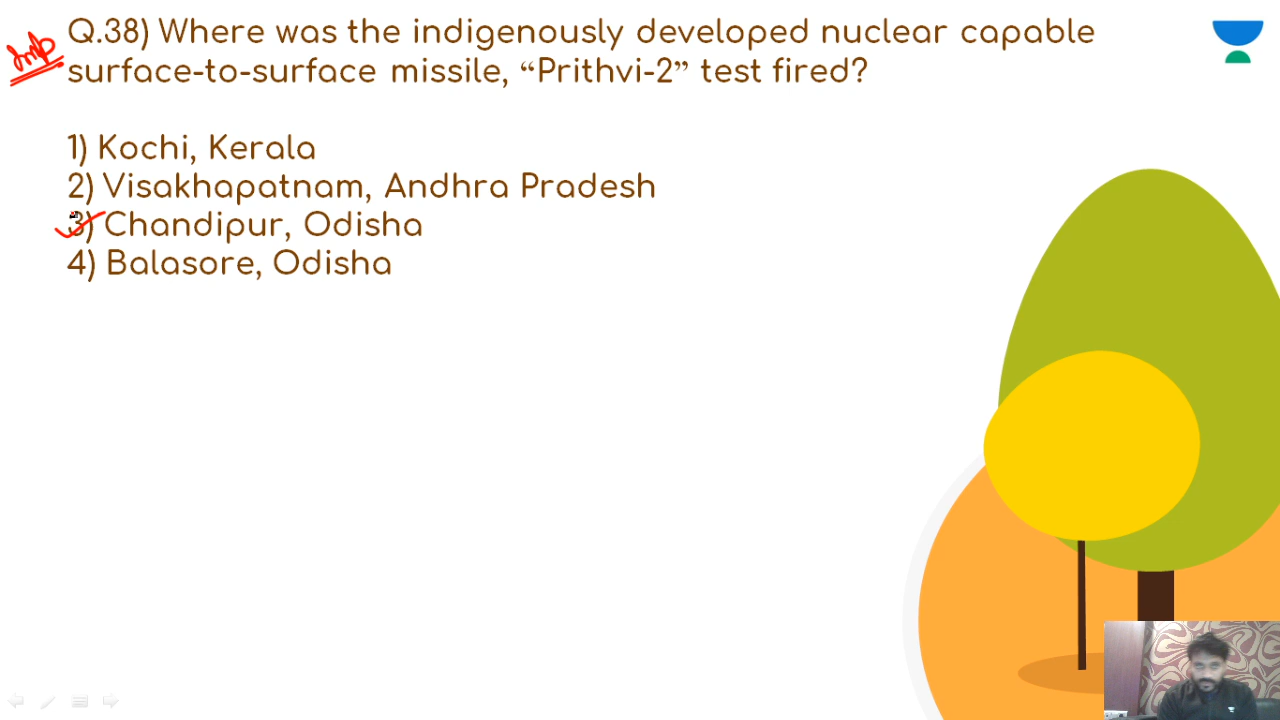 Imp
Q.38) Where was the indigenously developed nuclear capable
surface-to-surface missile, “Prithvi-2” test fired?
1) Kochi, Kerala
2) Visakhapatnam, Andhra Pradesh
3) Chandipur, Odisha
4) Balasore, Odisha